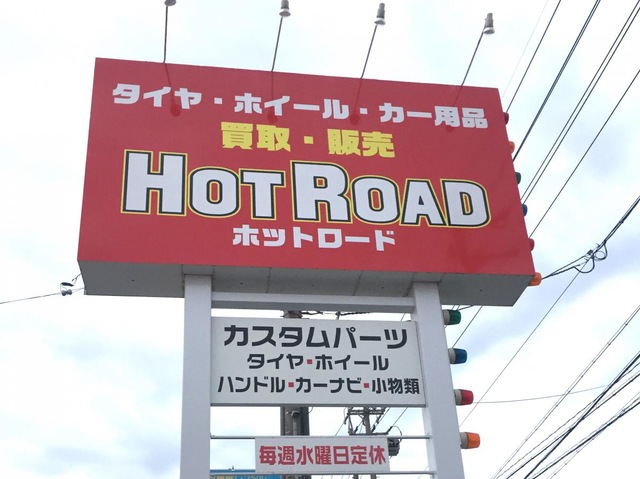 タイヤ・ホイール・カー用品
買取・販売
HOTROAD
ホットロード
カスタムパーツ
タイヤ・ホイール
ハンドル・カーナビ・小物類
毎週水曜日定休